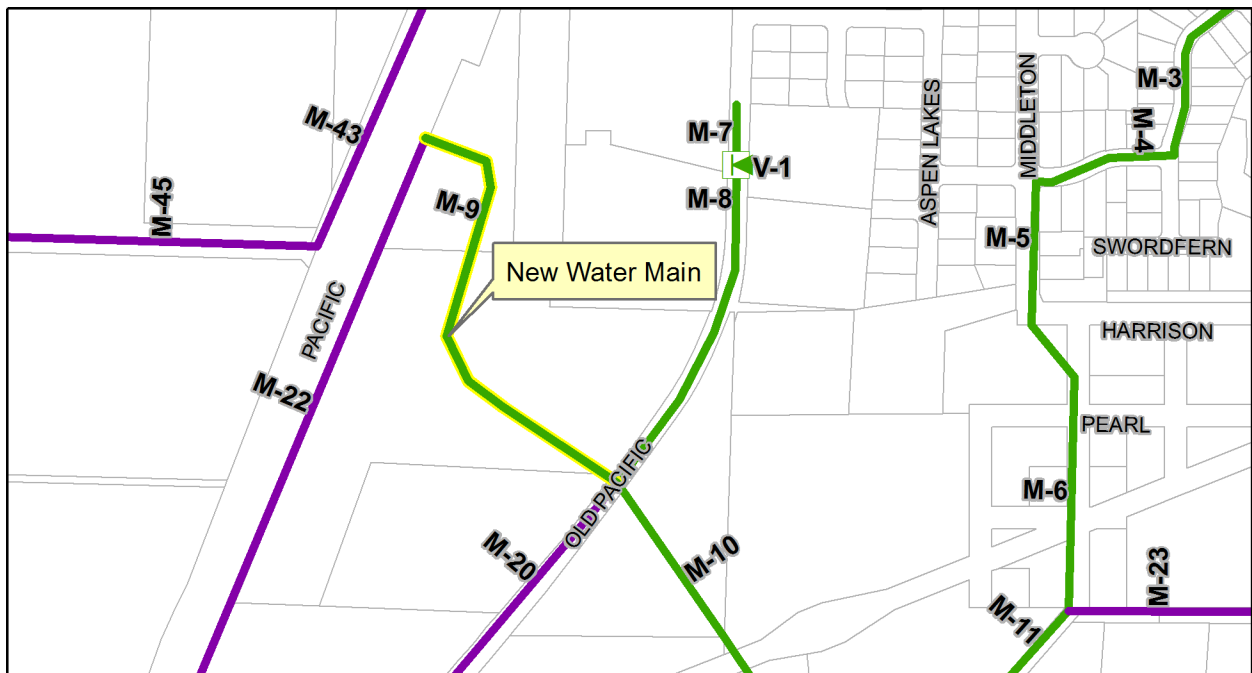 M-43
M-45
M-9
M-7
V-1
M-8
ASPEN LAKES
MIDDLETON
M-3
M-4
M-5
SWORDFERN
New Water Main
PACIFIC
HARRISON
M-22
PEARL
OLD PACIFIC
M-6
M-20
M-10
M-23
M-11